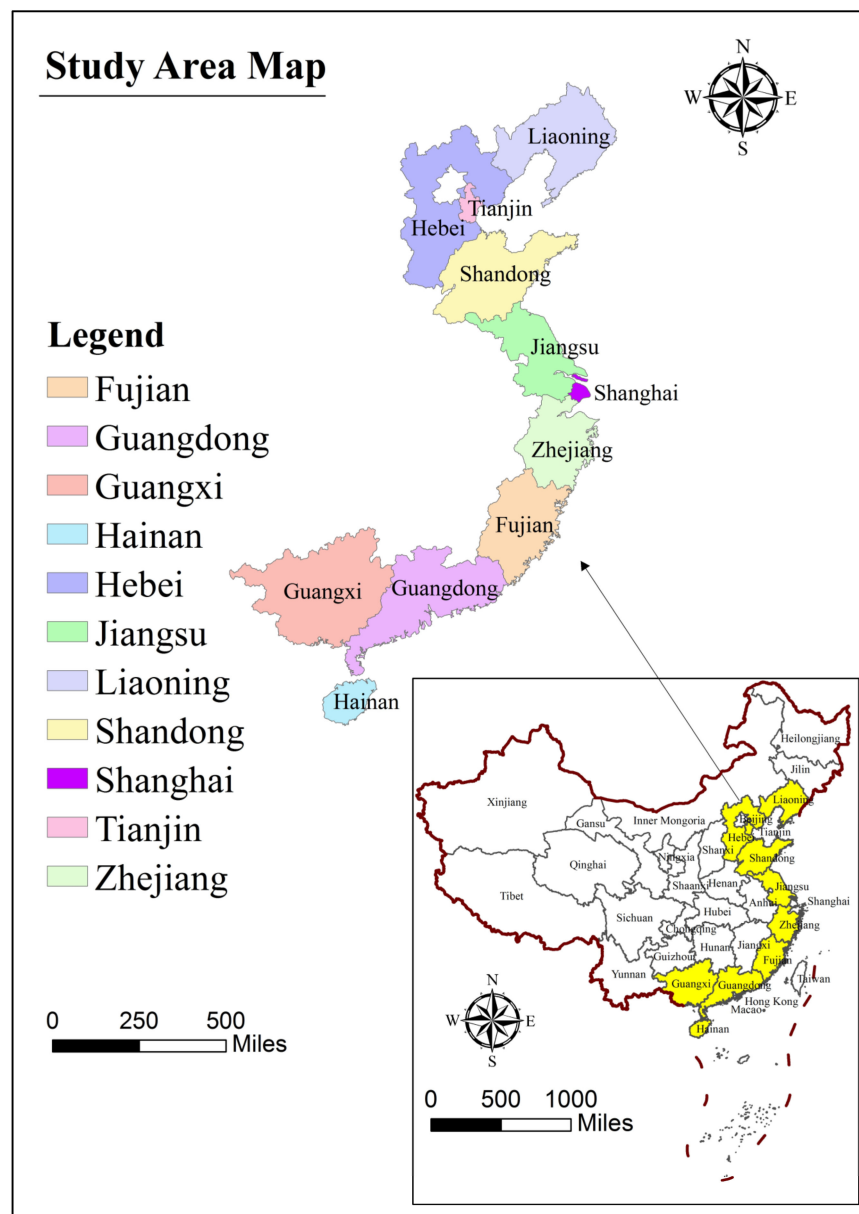 Study Area Map
N
W E
S
Liaoning
Tianjin
Hebei
Shandong
Jiangsu
Shanghai
Zhejiang
Fujian
Guangxi
Guangdong
Hainan
Legend
Fujian
Guangdong
Guangxi
Hainan
Hebei
Jiangsu
Liaoning
Shandong
Shanghai
Tianjin
Zhejiang
0 250 500
Miles
Heilongjiang
Jilin
Xinjiang
Liaoning
Gansu
Inner Mongoria
Beijing
Tianjin
Hebei
Shanxi
Ningxia
Qinghai
Shandong
Shaanxi
Henan
Jiangsu
Tibet
Anhui
Shanghai
Sichuan
Hubei
Zhejiang
Chongqing
Hunan
Jiangxi
Guizhout
Fujian
Yunnan
Taiwan
Guangxi
Guangdong
Hong Kong
Macao
Hainan
N
W E
S
0 500 1000
Miles